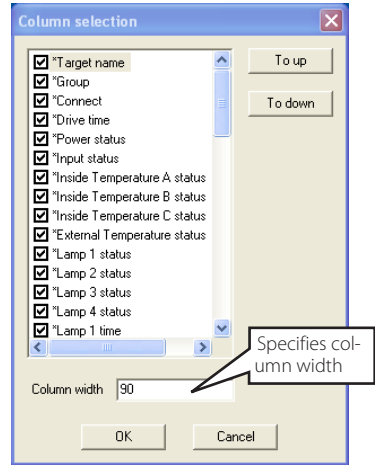 Column selection
*Target name
*Group
*Connect
*Drive time
*Power status
*Input status
*Inside Temperature A status
*Inside Temperature B status
*Inside Temperature C status
*External Temperature status
*Lamp 1 status
*Lamp 2 status
*Lamp 3 status
*Lamp 4 status
*Lamp 1 time
To up
To down
Specifies col-
umn width
Column width 90
OK Cancel